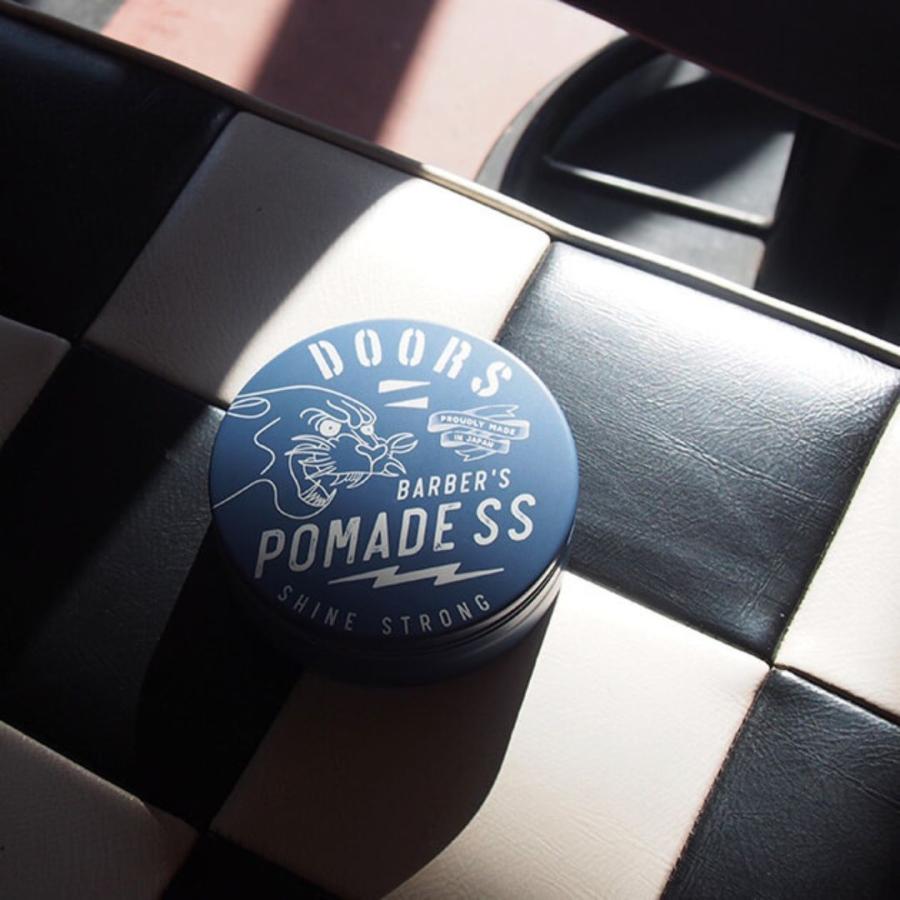 DOORS
PROUDLY MADE
IN JAPAN
BARBER'S
POMADE SS
SHINE STRONG